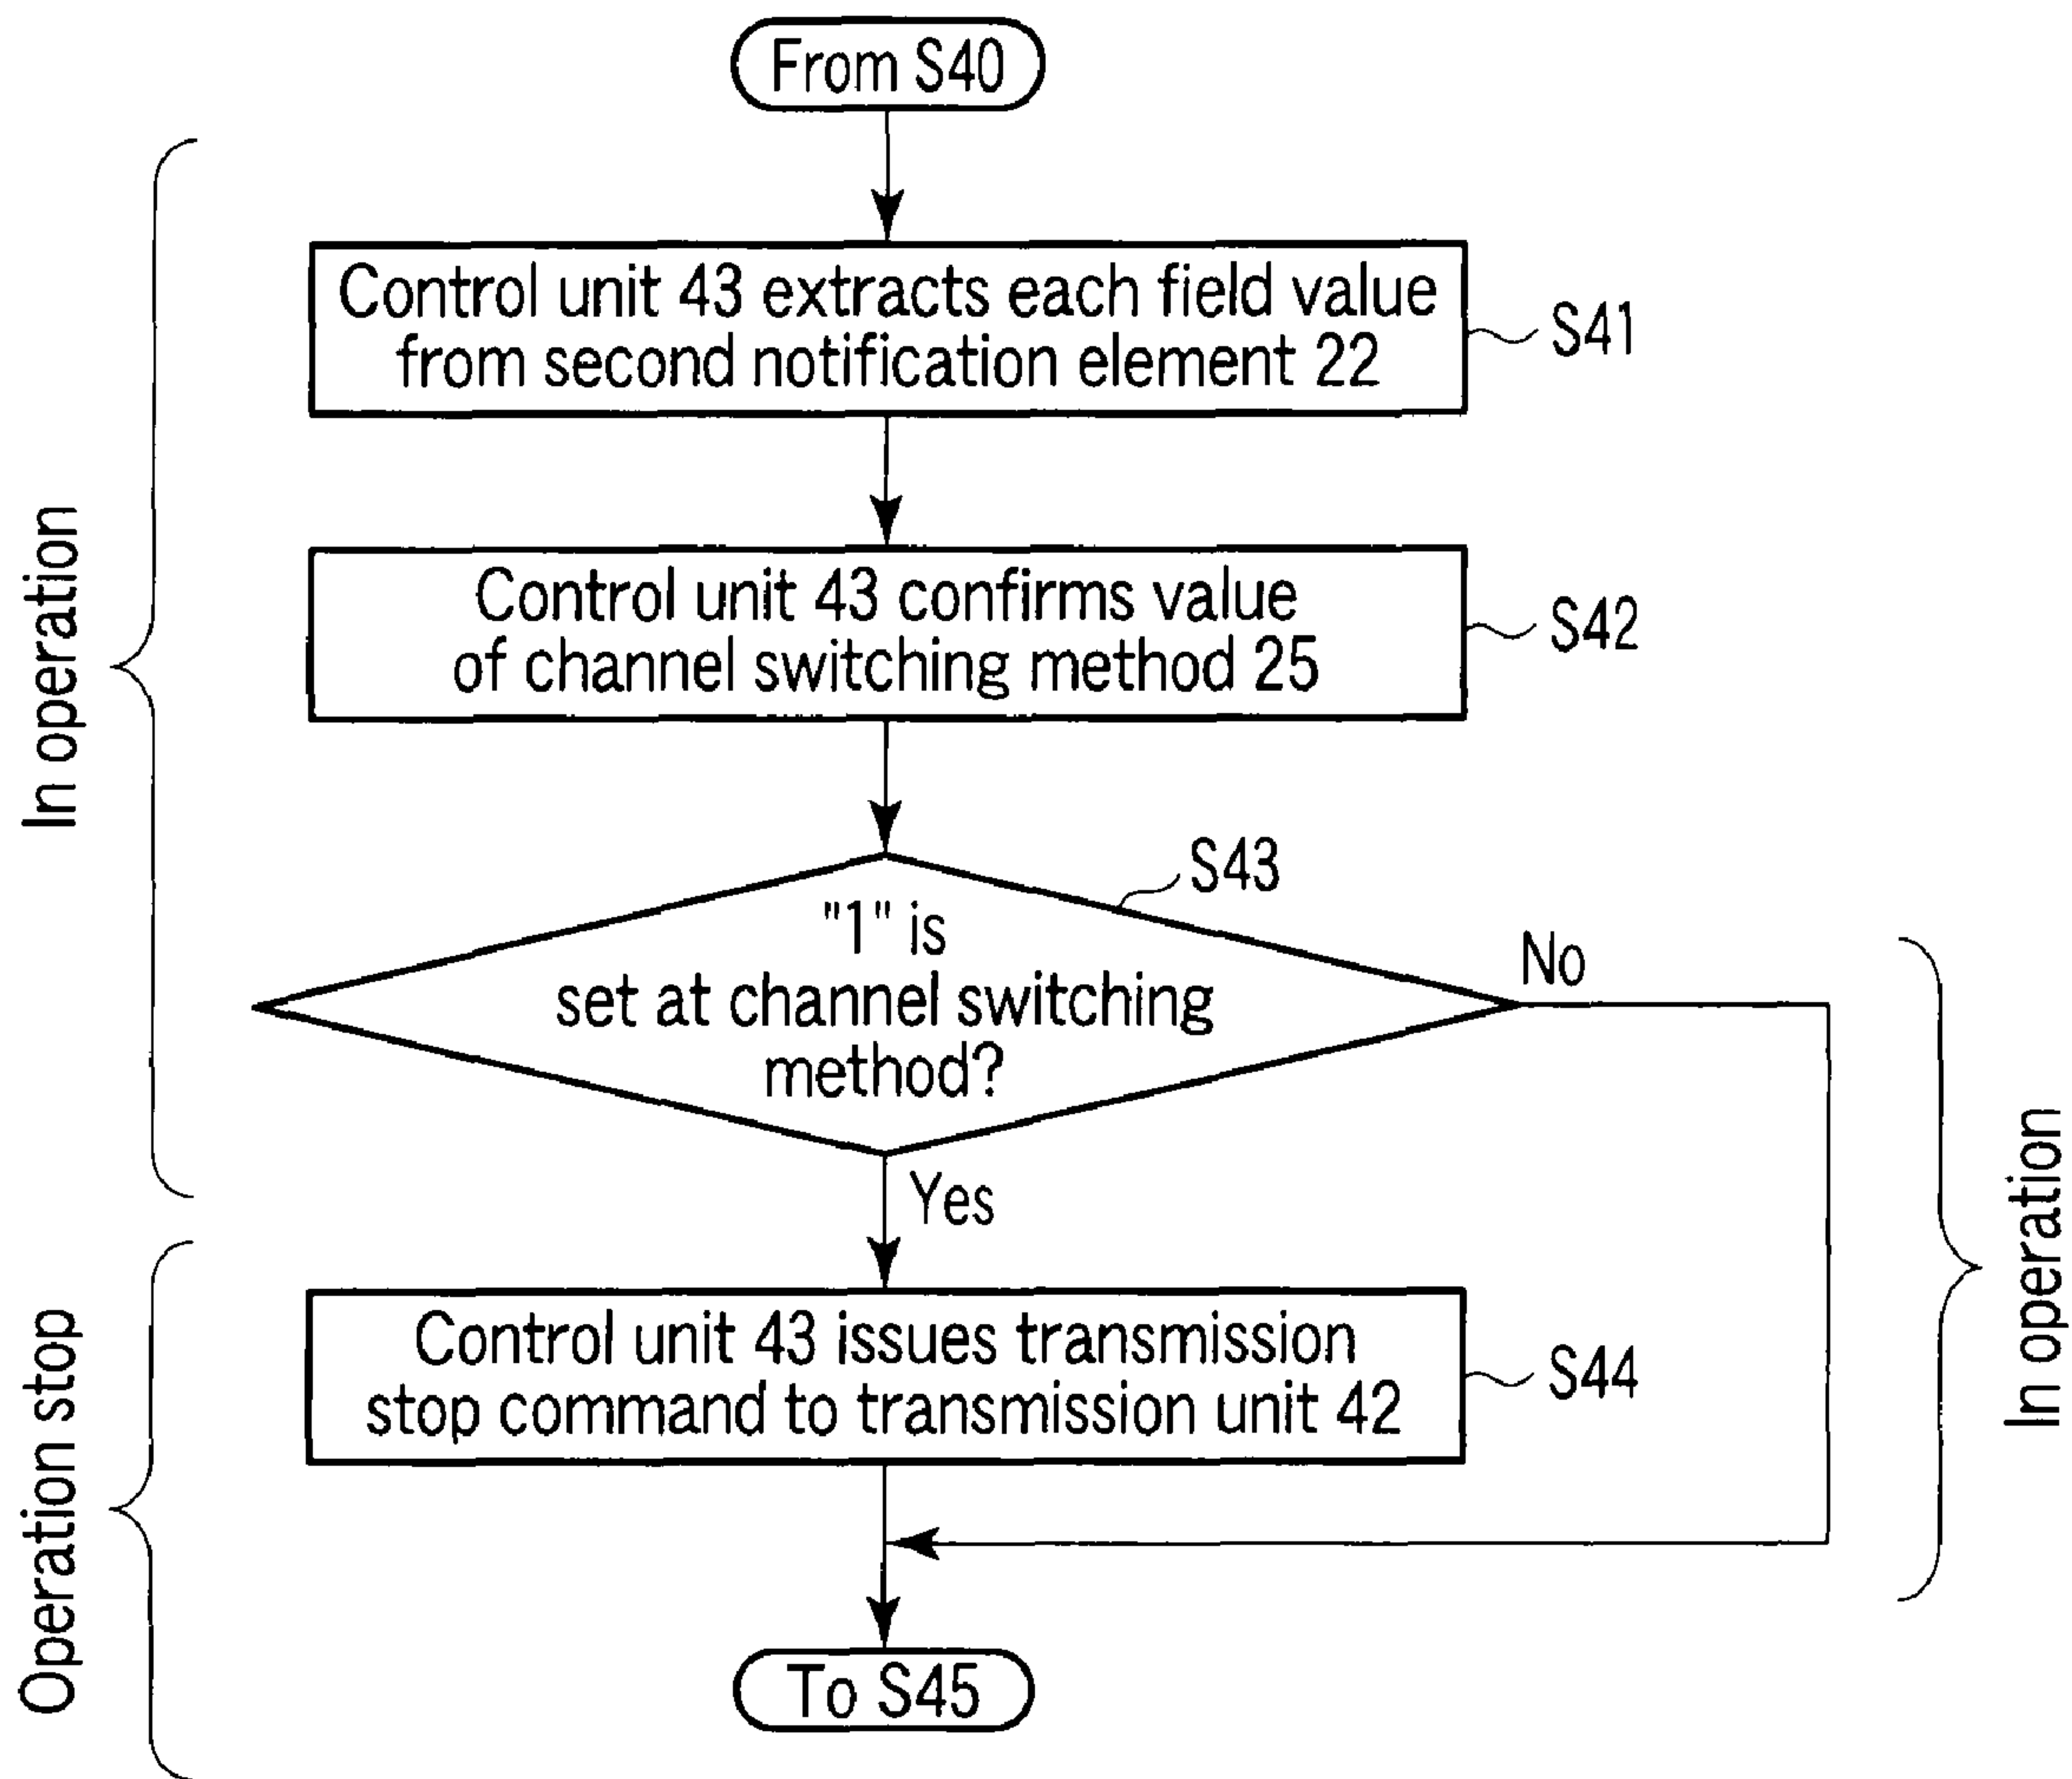 From S40
Control unit 43 extracts each field value
from second notification element 22
S41
In operation
Control unit 43 confirms value
of channel switching method 25
S42
S43
"1" is
set at channel switching
method?
No
Yes
In operation
Control unit 43 issues transmission
stop command to transmission unit 42
S44
Operation stop
To S45